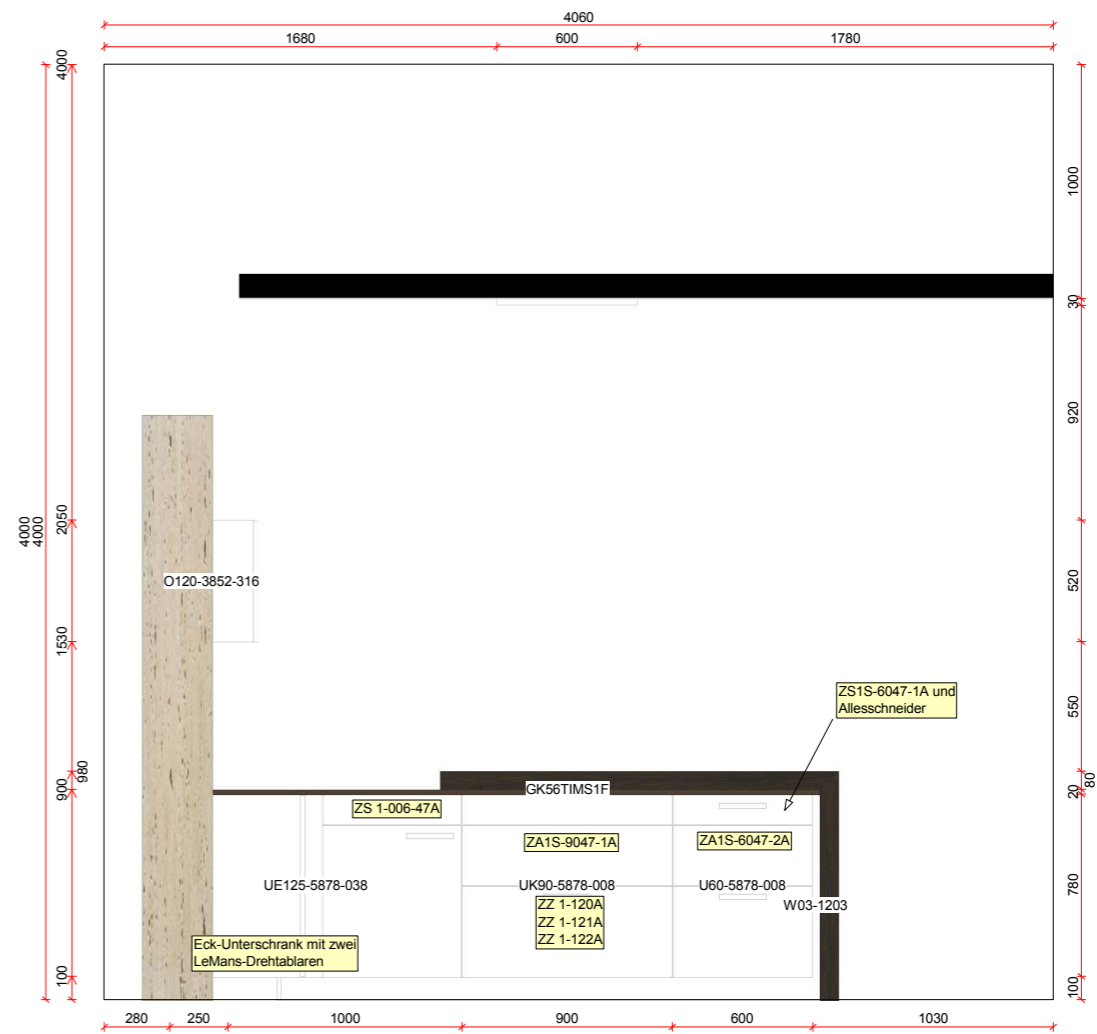 4060
1680
600
1780
4000
1000
30
920
2050
4000
4000
O120-3852-316
520
1530
ZS1S-6047-1A und
Allesschneider
550
980
900
GK56TIMS1F
20
80
ZS 1-006-47A
ZA1S-9047-1A
ZA1S-6047-2A
UE125-5878-038
UK90-5878-008
U60-5878-008
780
W03-1203
ZZ 1-120A
ZZ 1-121A
ZZ 1-122A
Eck-Unterschrank mit zwei
LeMans-Drehtablaren
100
100
280
250
1000
900
600
1030